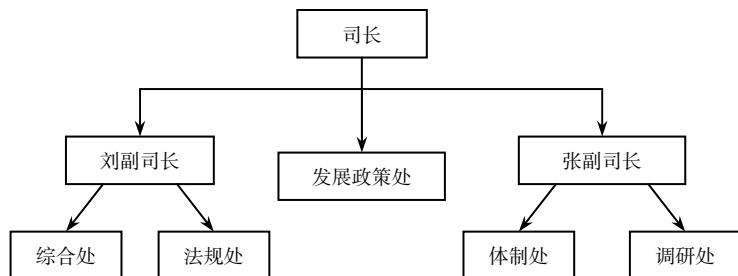 司长
刘副司长
发展政策处
张副司长
综合处
法规处
体制处
调研处